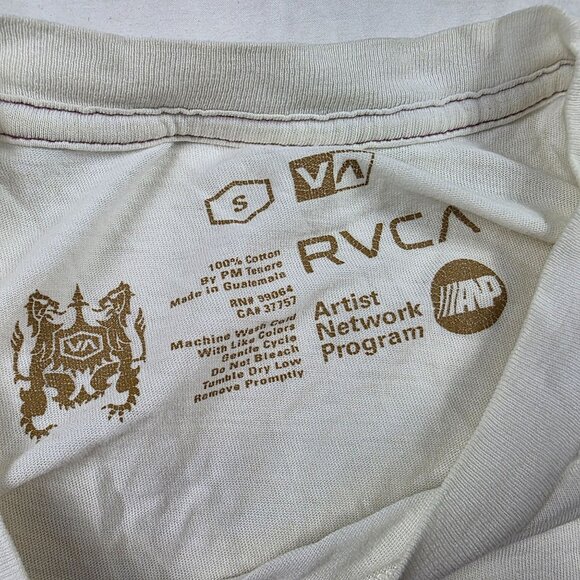 S
VA
RVCA
100% Cotton
By PM Tenore
Made in Guatemala
RN# 99064
CA# 37757
Machine Wash Cold
With Like Colors
Gentle Cycle
Do Not Bleach
Tumble Dry Low
Remove Promptly
Artist
Network
Program
ANP
VA